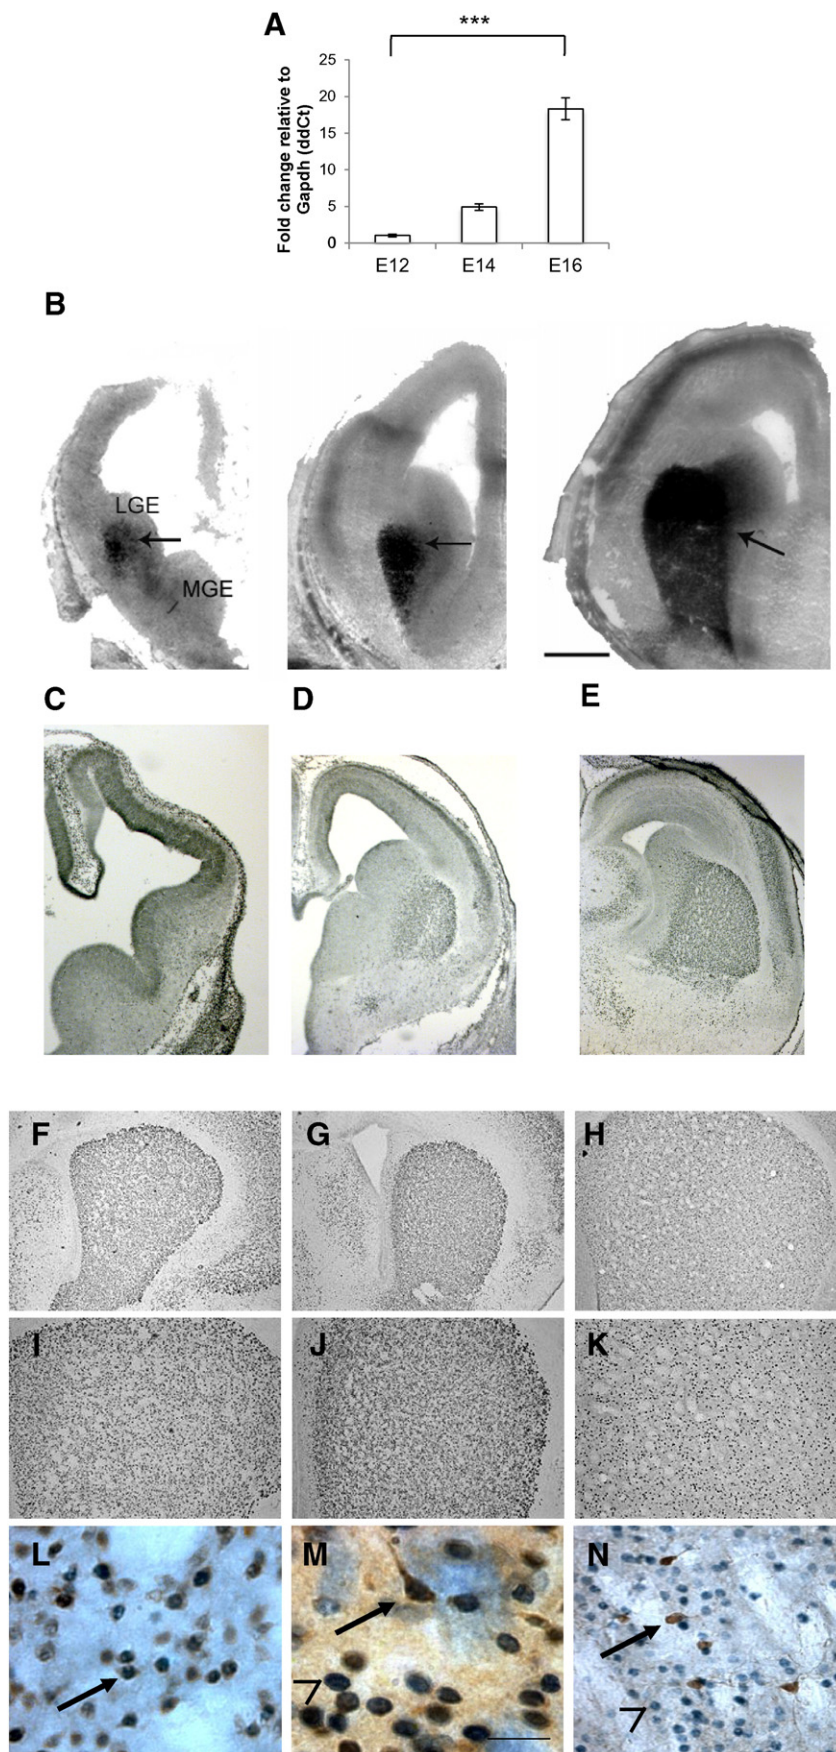 A
***
Fold change relative to
Gapdh (ddCt)
25
20
15
10
5
0
E12 E14 E16
B
LGE
MGE
C D E
F G H
I J K
L M N